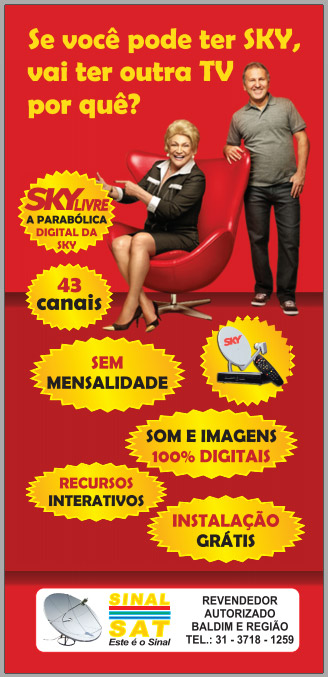 Se você pode ter SKY,
vai ter outra TV
por quê?
SKY LIVRE
A PARABÓLICA
DIGITAL DA
SKY
43
canais
SEM
MENSALIDADE
SKY
SOM E IMAGENS
100% DIGITAIS
RECURSOS
INTERATIVOS
INSTALAÇÃO
GRÁTIS
SINAL
SAT
Este é o Sinal
REVENDEDOR
AUTORIZADO
BALDIM E REGIÃO
TEL.: 31 - 3718 - 1259